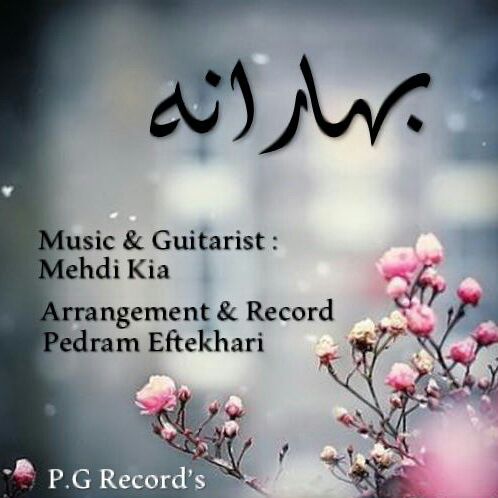 بهارانه
Music & Guitarist :
Mehdi Kia
Arrangement & Record
Pedram Eftekhari
P.G Record's